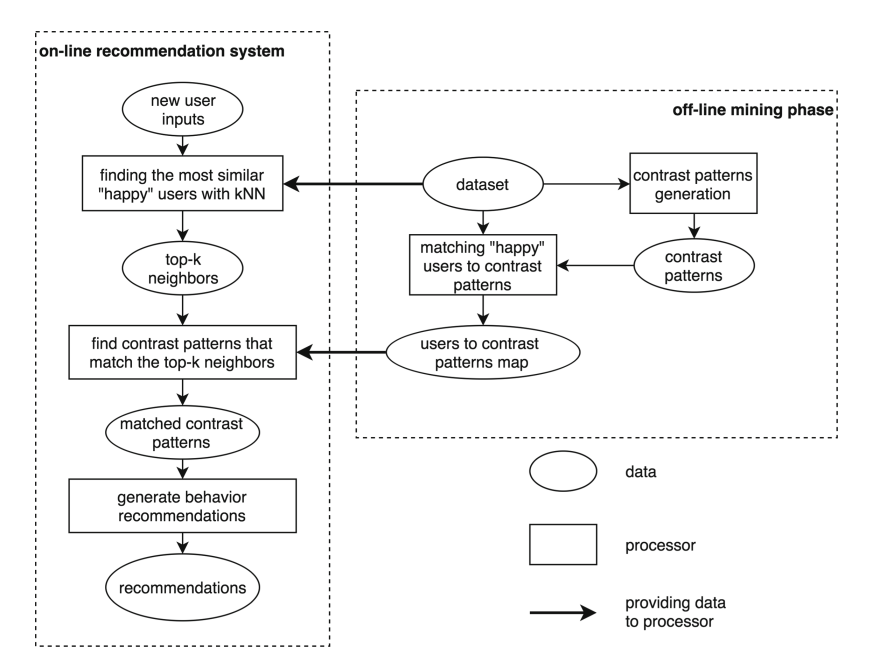 on-line recommendation system
new user
inputs
finding the most similar
"happy" users with kNN
top-k
neighbors
find contrast patterns that
match the top-k neighbors
matched contrast
patterns
generate behavior
recommendations
recommendations
off-line mining phase
dataset
contrast patterns
generation
matching "happy"
users to contrast
patterns
contrast
patterns
users to contrast
patterns map
data
processor
providing data
to processor